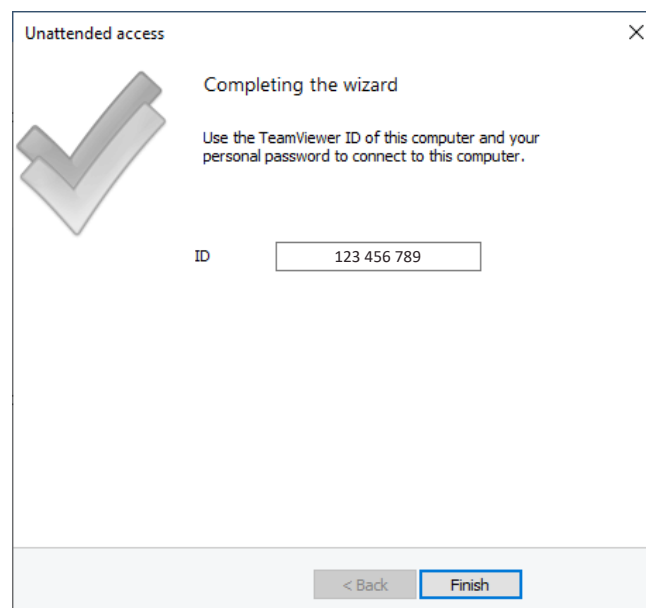 Unattended access
Completing the wizard
Use the TeamViewer ID of this computer and your
personal password to connect to this computer.
ID 123 456 789
< Back Finish